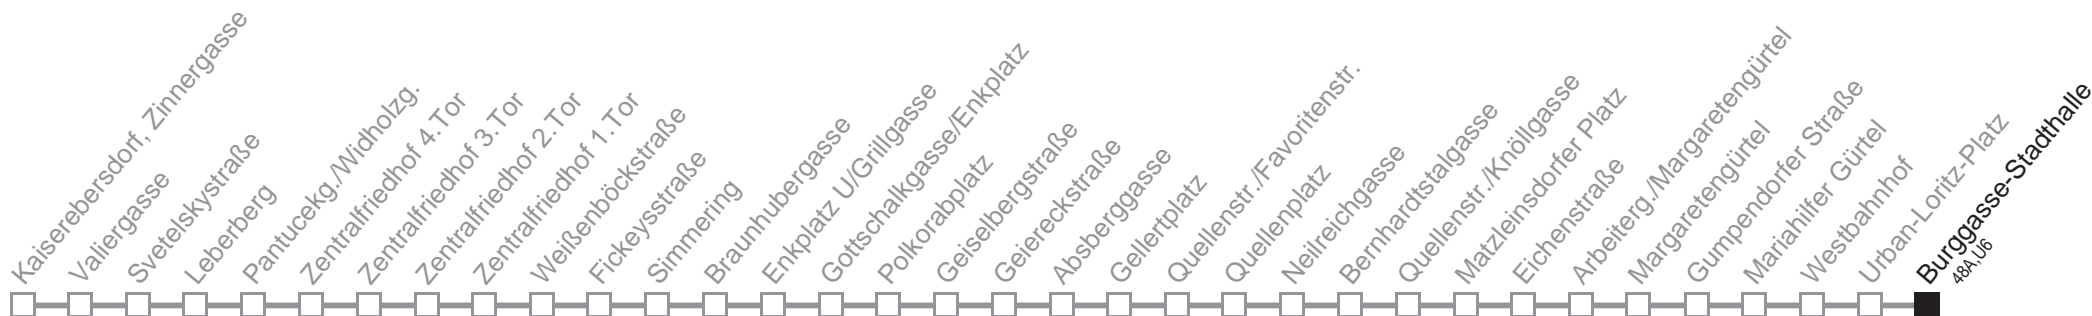 Kaiserebersdorf, Zinnergasse
Valiergasse
Svetelskystraße
Leberberg
Pantucekg./Widholzg.
Zentralfriedhof 4.Tor
Zentralfriedhof 3.Tor
Zentralfriedhof 2.Tor
Zentralfriedhof 1.Tor
Weißenböckstraße
Fickeysstraße
Simmering
Braunhubergasse
Enkplatz U/Grillgasse
Gottschalkgasse/Enkplatz
Polkorabplatz
Geiselbergstraße
Geiereckstraße
Absberggasse
Gellertplatz
Quellenstr./Favoritenstr.
Quellenplatz
Neilreichgasse
Bernhardtstalgasse
Quellenstr./Knöllgasse
Matzleinsdorfer Platz
Eichenstraße
Arbeiterg./Margaretengürtel
Margaretengürtel
Gumpendorfer Straße
Mariahilfer Gürtel
Westbahnhof
Urban-Loritz-Platz
Burggasse-Stadthalle
48A,U6